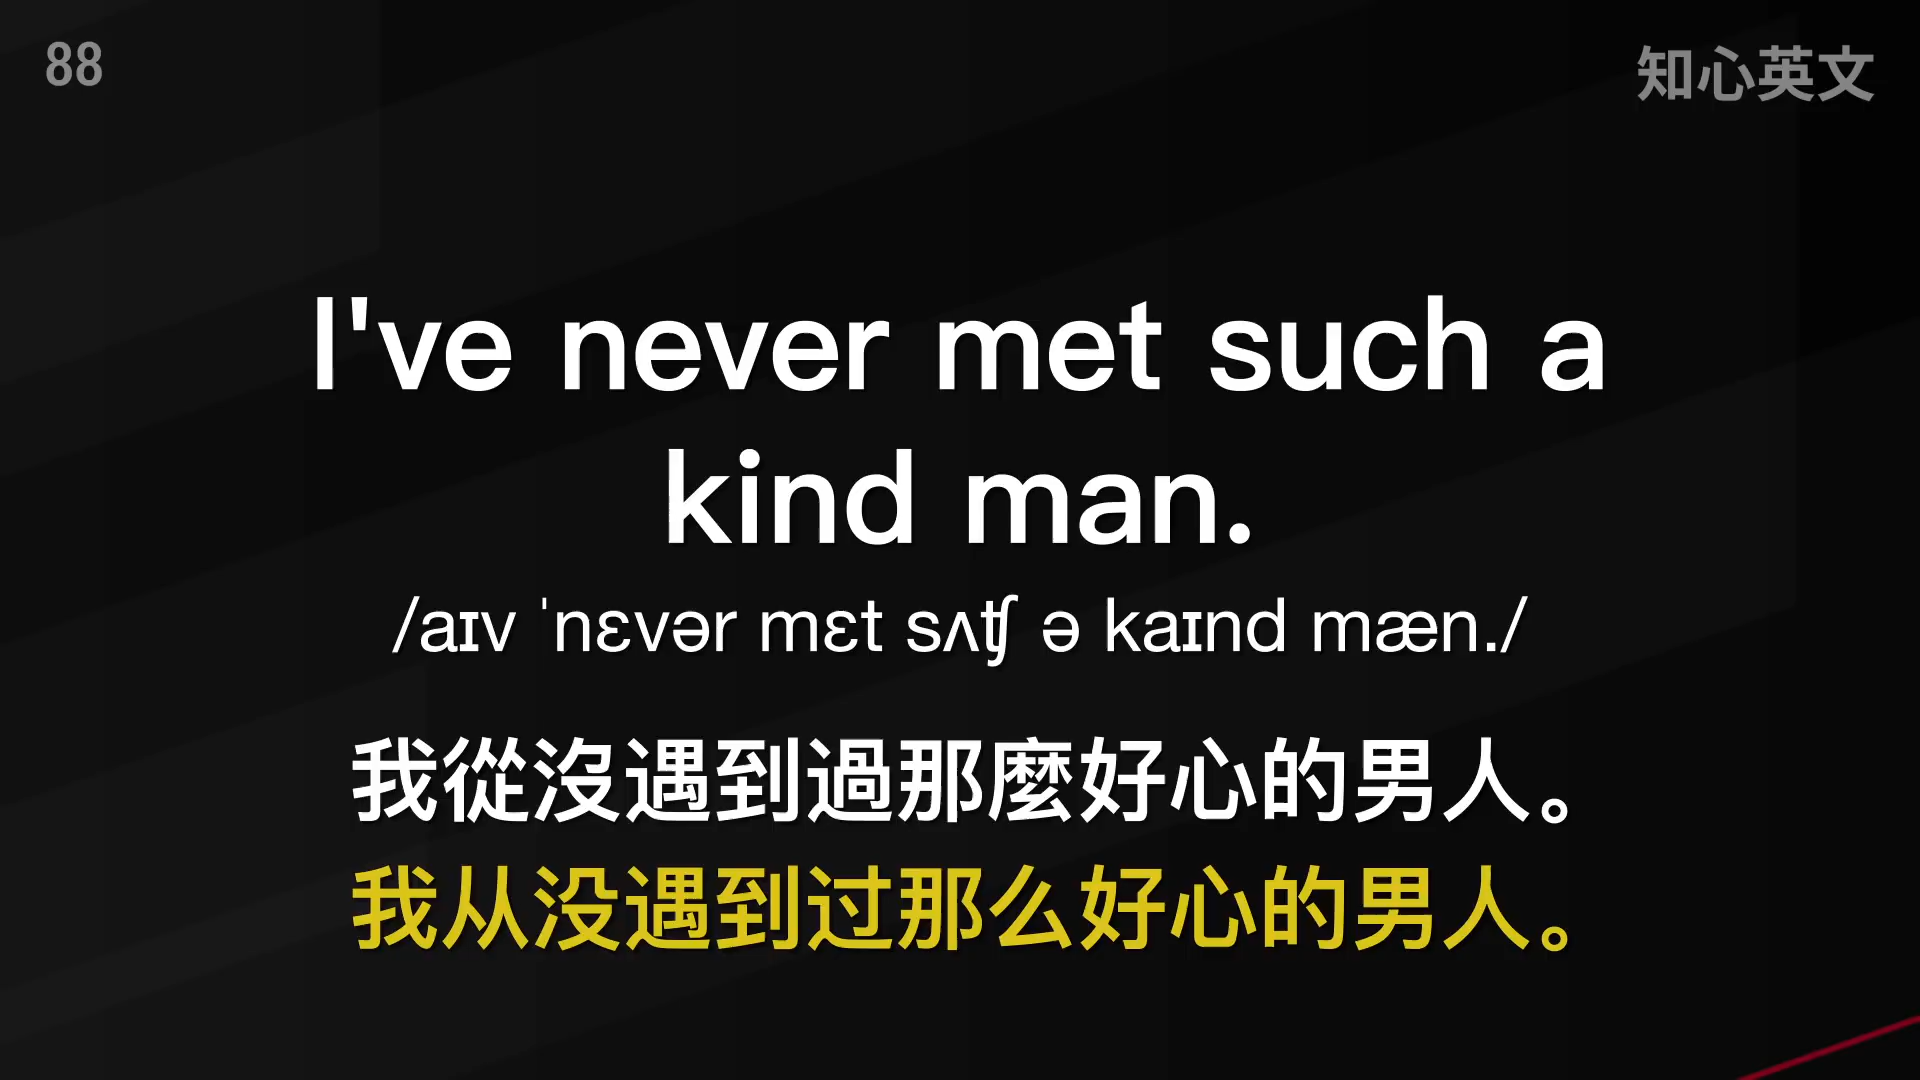 88
知心英文
I've never met such a
kind man.
/aɪv ˈnɛvər mɛt sʌʧ ə kaɪnd mæn./
我從沒遇到過那麼好心的男人。
我从没遇到过那么好心的男人。